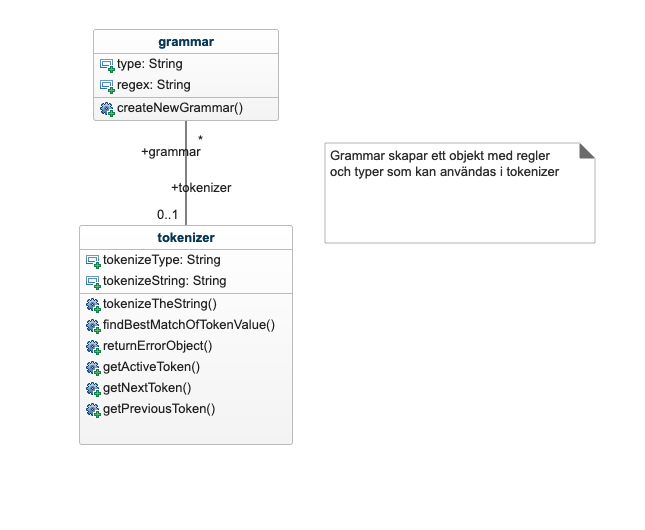 grammar
type: String
regex: String
createNewGrammar()
*
+grammar
+tokenizer
0..1
tokenizer
tokenizeType: String
tokenizeString: String
tokenizeTheString()
findBestMatchOfTokenValue()
returnErrorObject()
getActiveToken()
getNextToken()
getPreviousToken()
Grammar skapar ett objekt med regler
och typer som kan användas i tokenizer